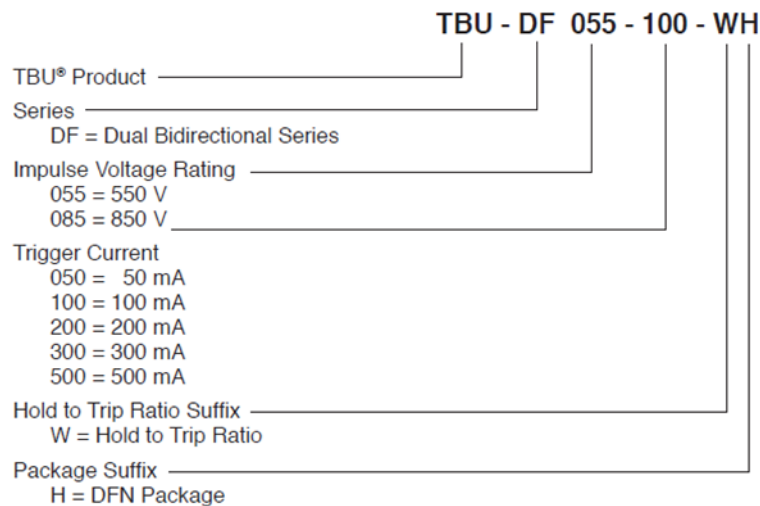 TBU - DF 055 - 100 - WH
TBU® Product
Series
DF = Dual Bidirectional Series
Impulse Voltage Rating
055 = 550 V
085 = 850 V
Trigger Current
050 = 50 mA
100 = 100 mA
200 = 200 mA
300 = 300 mA
500 = 500 mA
Hold to Trip Ratio Suffix
W = Hold to Trip Ratio
Package Suffix
H = DFN Package